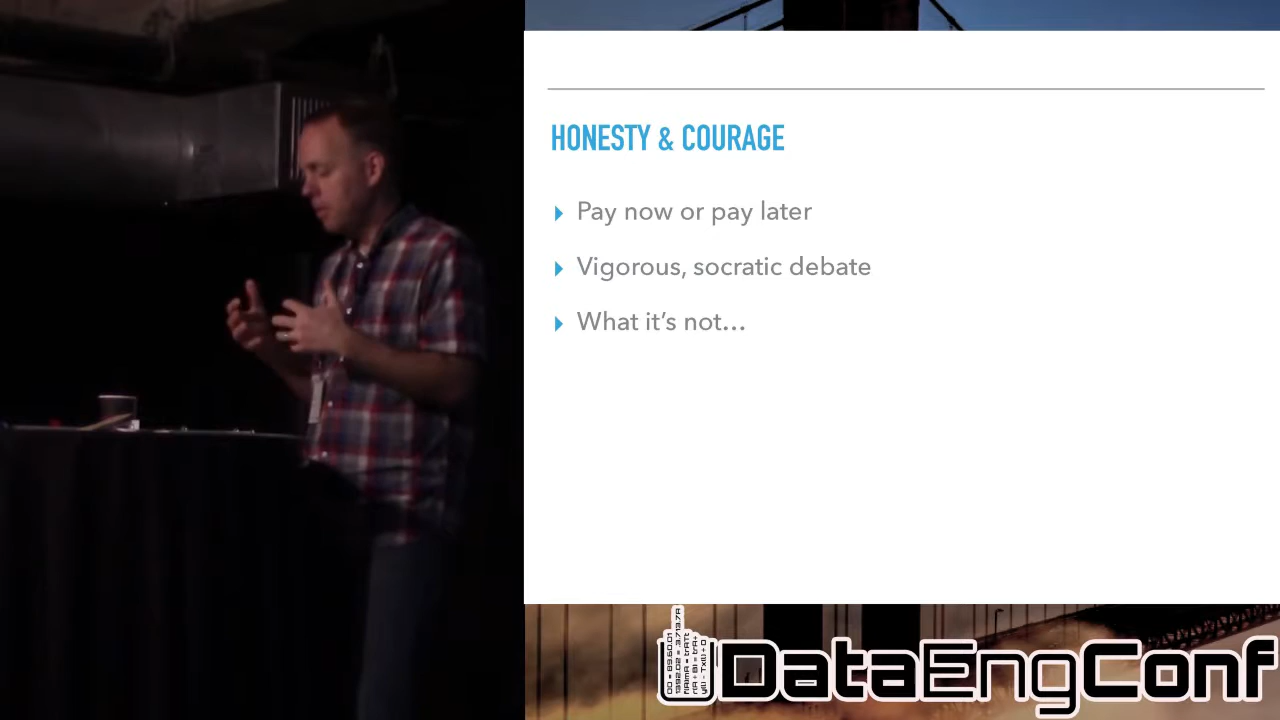 HONESTY & COURAGE
Pay now or pay later
Vigorous, socratic debate
What it’s not…
DataEngConf